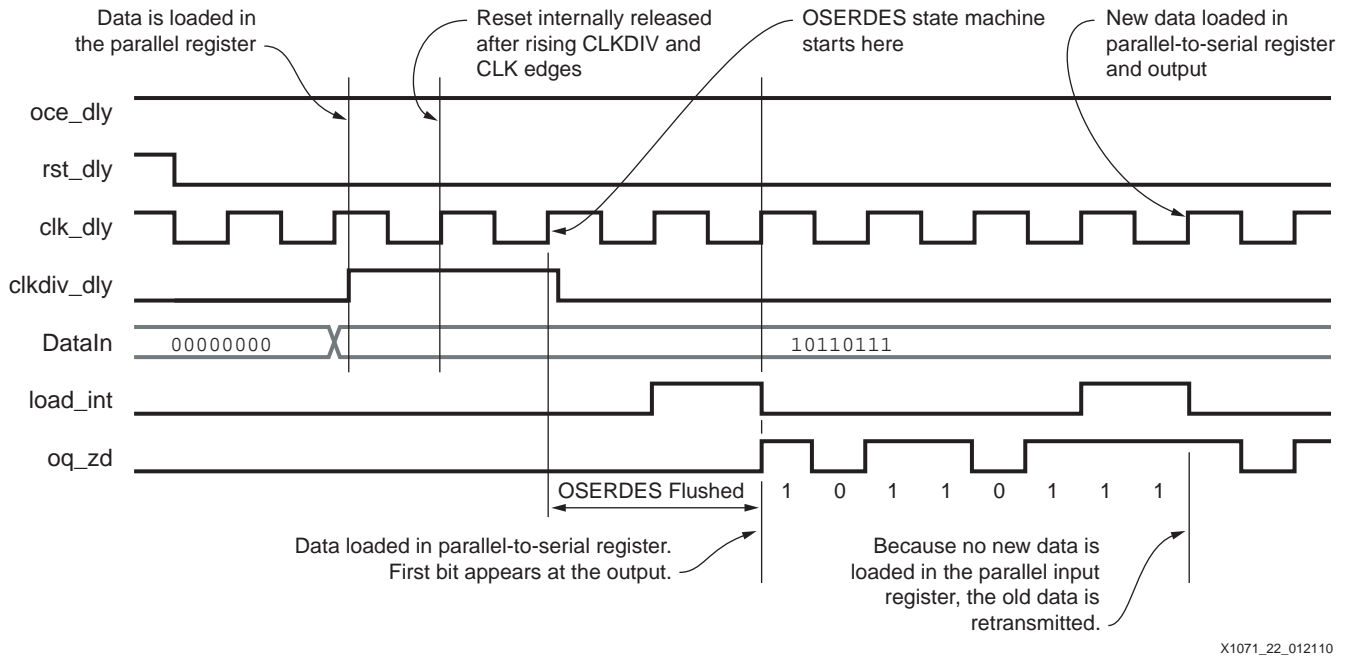 Data is loaded in
the parallel register
Reset internally released
after rising CLKDIV and
CLK edges
OSERDES state machine
starts here
New data loaded in
parallel-to-serial register
and output
oce_dly
rst_dly
clk_dly
clkdiv_dly
DataIn
00000000
10110111
load_int
oq_zd
OSERDES Flushed
1 0 1 1 0 1 1 1
Data loaded in parallel-to-serial register.
First bit appears at the output.
Because no new data is
loaded in the parallel input
register, the old data is
retransmitted.
X1071_22_012110